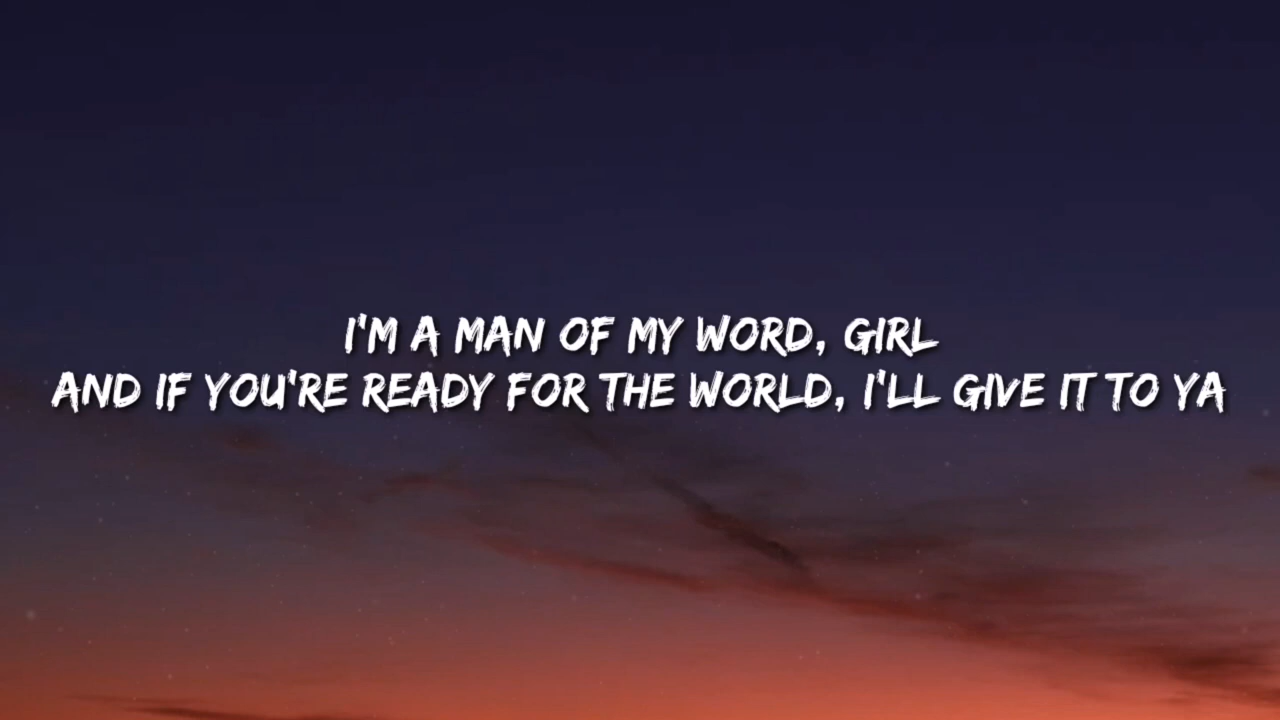 I'M A MAN OF MY WORD, GIRL
AND IF YOU'RE READY FOR THE WORLD, I'LL GIVE IT TO YA